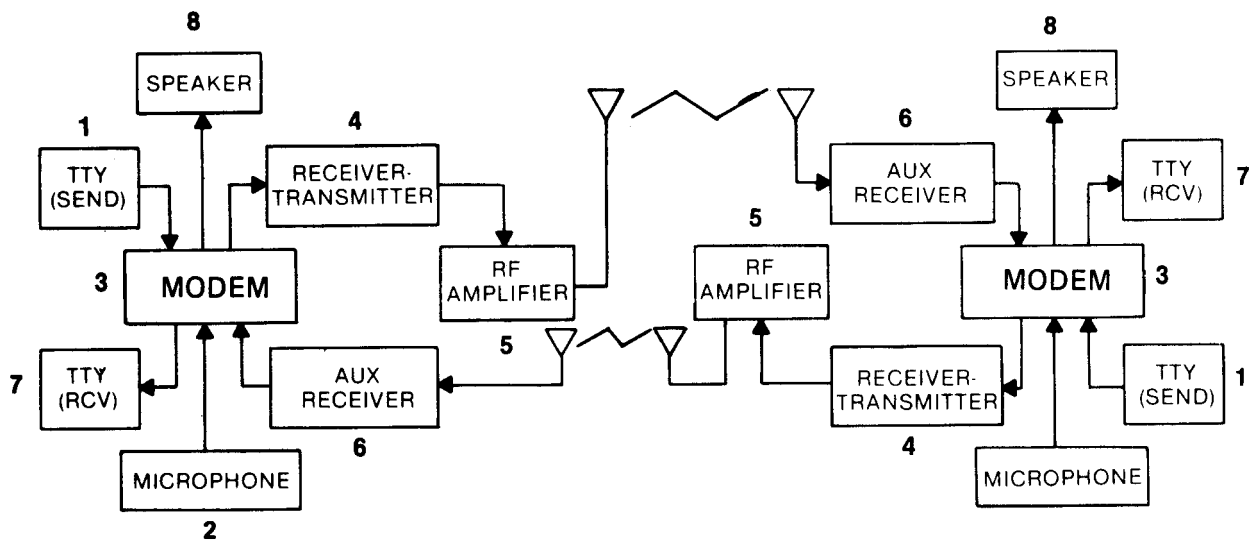 8
SPEAKER
1
TTY
(SEND)
4
RECEIVER-
TRANSMITTER
3
MODEM
RF
AMPLIFIER
5
7
TTY
(RCV)
AUX
RECEIVER
6
MICROPHONE
2
8
SPEAKER
6
AUX
RECEIVER
TTY
(RCV)
7
5
RF
AMPLIFIER
MODEM
3
RECEIVER-
TRANSMITTER
4
TTY
(SEND)
1
MICROPHONE